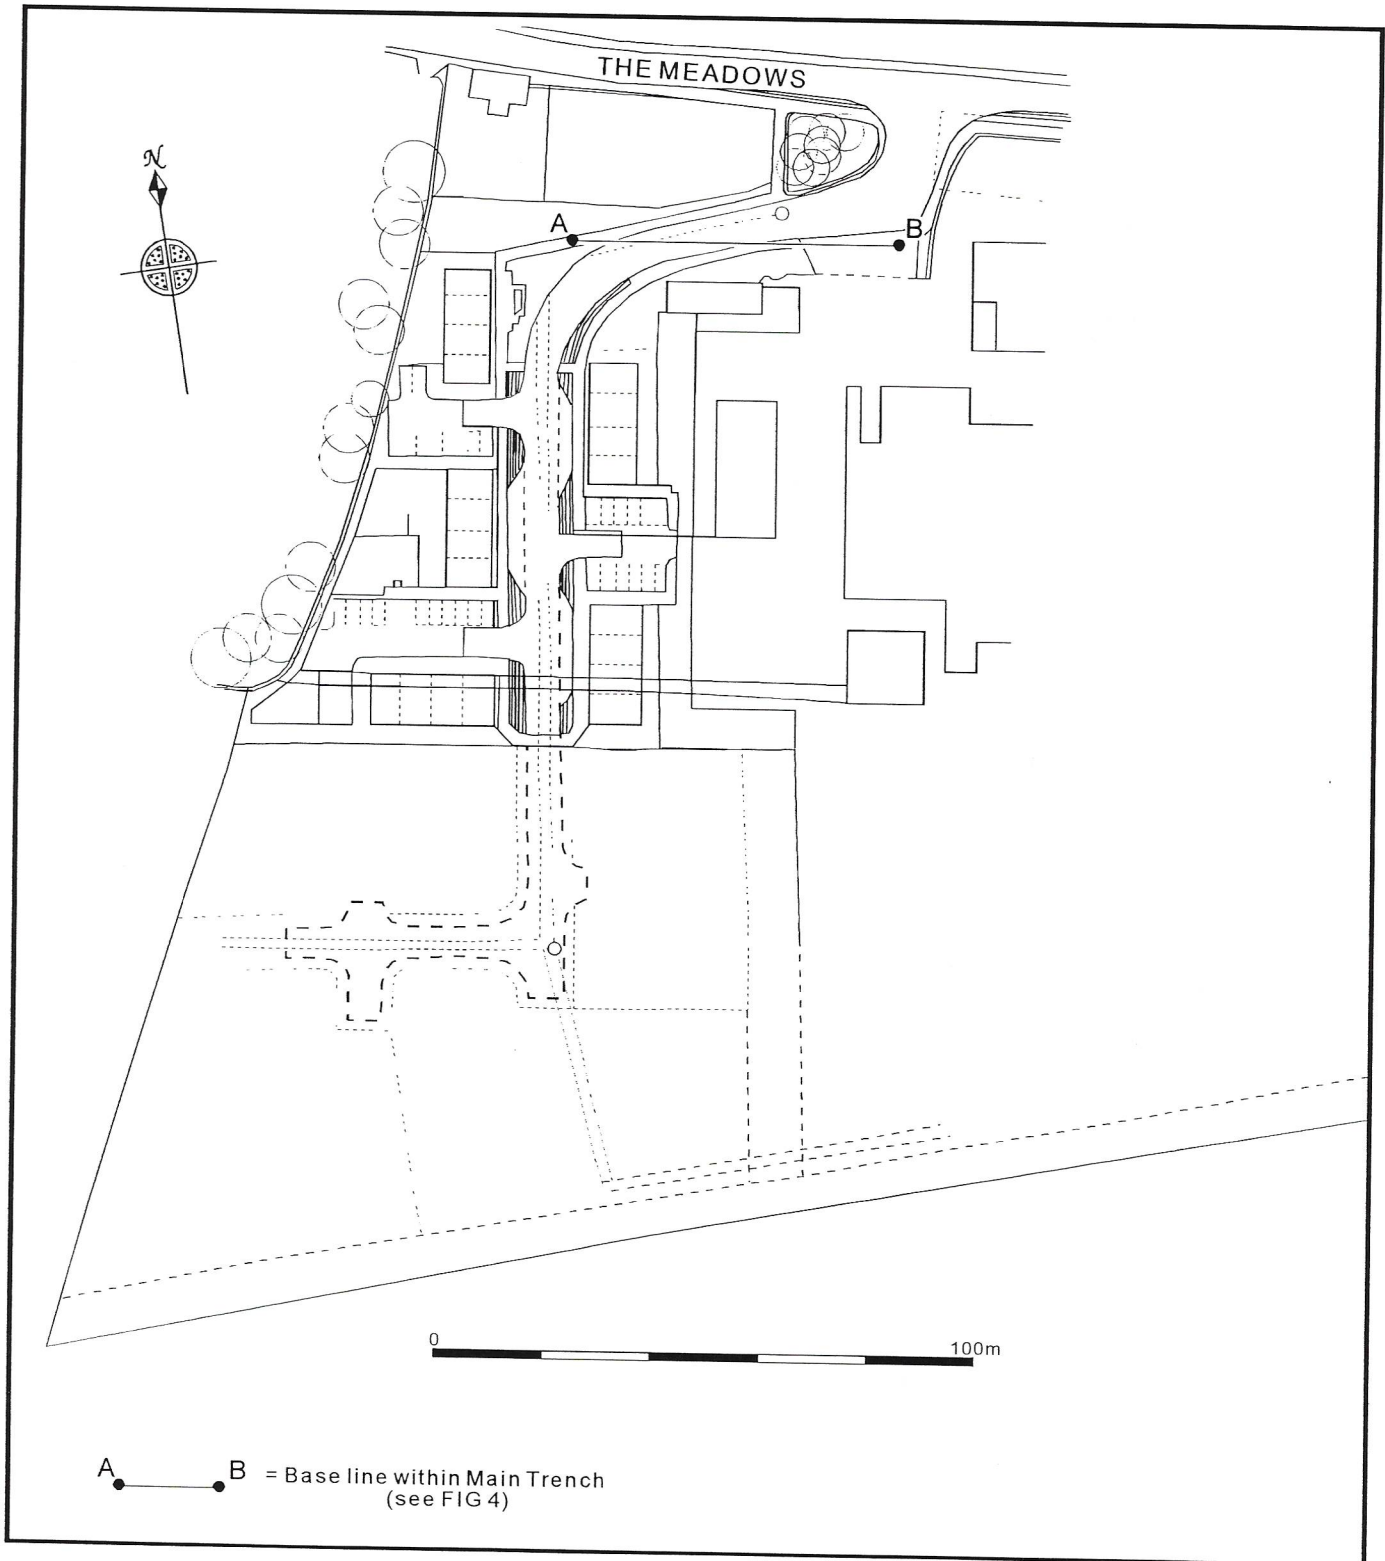 THE MEADOWS
N
A
B
0
100m
A B = Base line within Main Trench
(see FIG 4)